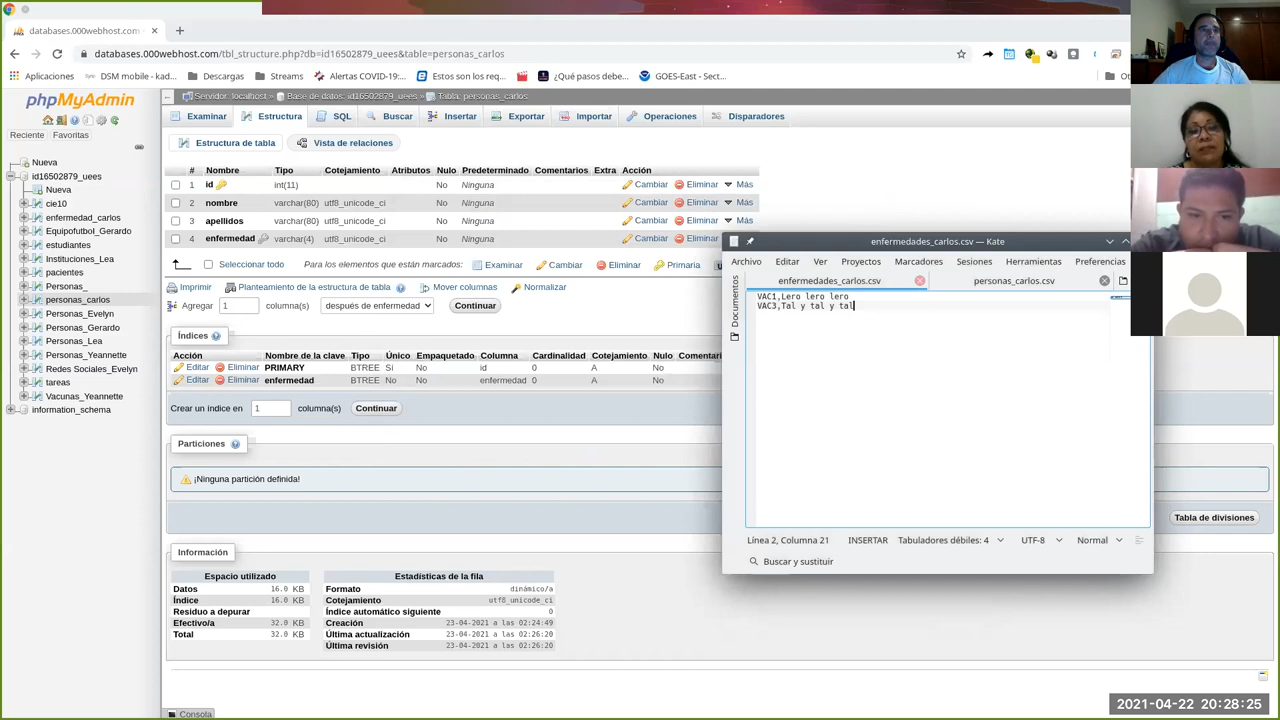 databases.000webhost.com/
databases.000webhost.com/tbl_structure.php?db=id16502879_uees&table=personas_carlos
Aplicaciones
DSM mobile - kad...
Descargas
Streams
Alertas COVID-19:...
Estos son los req...
¿Qué pasos debe...
GOES-East - Sect...
phpMyAdmin
Reciente
Favoritas
Nueva
id16502879_uees
Nueva
cie10
enfermedad_carlos
Equipofutbol_Gerardo
estudiantes
Instituciones_Lea
pacientes
Personas_
personas_carlos
Personas_Evelyn
Personas_Gerardo
Personas_Lea
Personas_Yeannette
Redes Sociales_Evelyn
tareas
Vacunas_Yeannette
information_schema
Servidor: localhost » Base de datos: id16502879_uees » Tabla: personas_carlos
Examinar Estructura SQL Buscar Insertar Exportar Importar Operaciones Disparadores
Estructura de tabla Vista de relaciones
# Nombre Tipo Cotejamiento Atributos Nulo Predeterminado Comentarios Extra Acción
1 id int(11) No Ninguna Cambiar Eliminar Más
2 nombre varchar(80) utf8_unicode_ci No Ninguna Cambiar Eliminar Más
3 apellidos varchar(80) utf8_unicode_ci No Ninguna Cambiar Eliminar Más
4 enfermedad varchar(4) utf8_unicode_ci No Ninguna Cambiar Eliminar
Seleccionar todo Para los elementos que están marcados: Examinar Cambiar Eliminar Primaria
Imprimir Planteamiento de la estructura de tabla Mover columnas Normalizar
Agregar 1 columna(s) después de enfermedad Continuar
Índices
Acción Nombre de la clave Tipo Único Empaquetado Columna Cardinalidad Cotejamiento Nulo Comentari
Editar Eliminar PRIMARY BTREE Sí No id 0 A No
Editar Eliminar enfermedad BTREE No No enfermedad 0 A No
Crear un índice en 1 columna(s) Continuar
Particiones
¡Ninguna partición definida!
Tabla de divisiones
Información
Espacio utilizado
Datos 16.0 KB
Índice 16.0 KB
Residuo a depurar 0 B
Efectivo/a 32.0 KB
Total 32.0 KB
Estadísticas de la fila
Formato dinámico/a
Cotejamiento utf8_unicode_ci
Índice automático siguiente 0
Creación 23-04-2021 a las 02:24:49
Última actualización 23-04-2021 a las 02:26:20
Última revisión 23-04-2021 a las 02:26:20
Consola
enfermedades_carlos.csv — Kate
Archivo Editar Ver Proyectos Marcadores Sesiones Herramientas Preferencias
enfermedades_carlos.csv personas_carlos.csv
Documentos
VAC1,Lero lero lero
VAC3,Tal y tal y tal
Línea 2, Columna 21 INSERTAR Tabuladores débiles: 4 UTF-8 Normal
Buscar y sustituir
2021-04-22 20:28:25